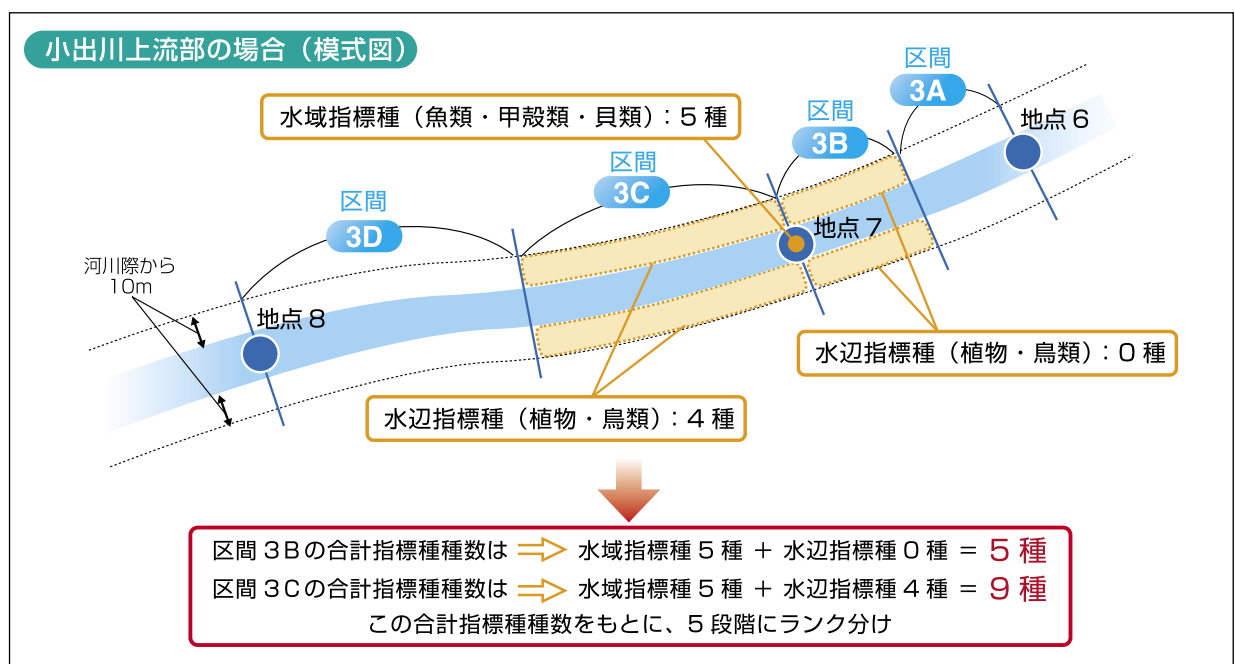 小出川上流部の場合（模式図）
区間
3A
水域指標種（魚類・甲殻類・貝類）：5種
区間
3B
地点6
区間
3C
区間
3D
地点7
河川際から
10m
地点8
水辺指標種（植物・鳥類）：0種
水辺指標種（植物・鳥類）：4種
区間3Bの合計指標種種数は 水域指標種5種 ＋ 水辺指標種0種 ＝ 5種
区間3Cの合計指標種種数は 水域指標種5種 ＋ 水辺指標種4種 ＝ 9種
この合計指標種種数をもとに、5段階にランク分け